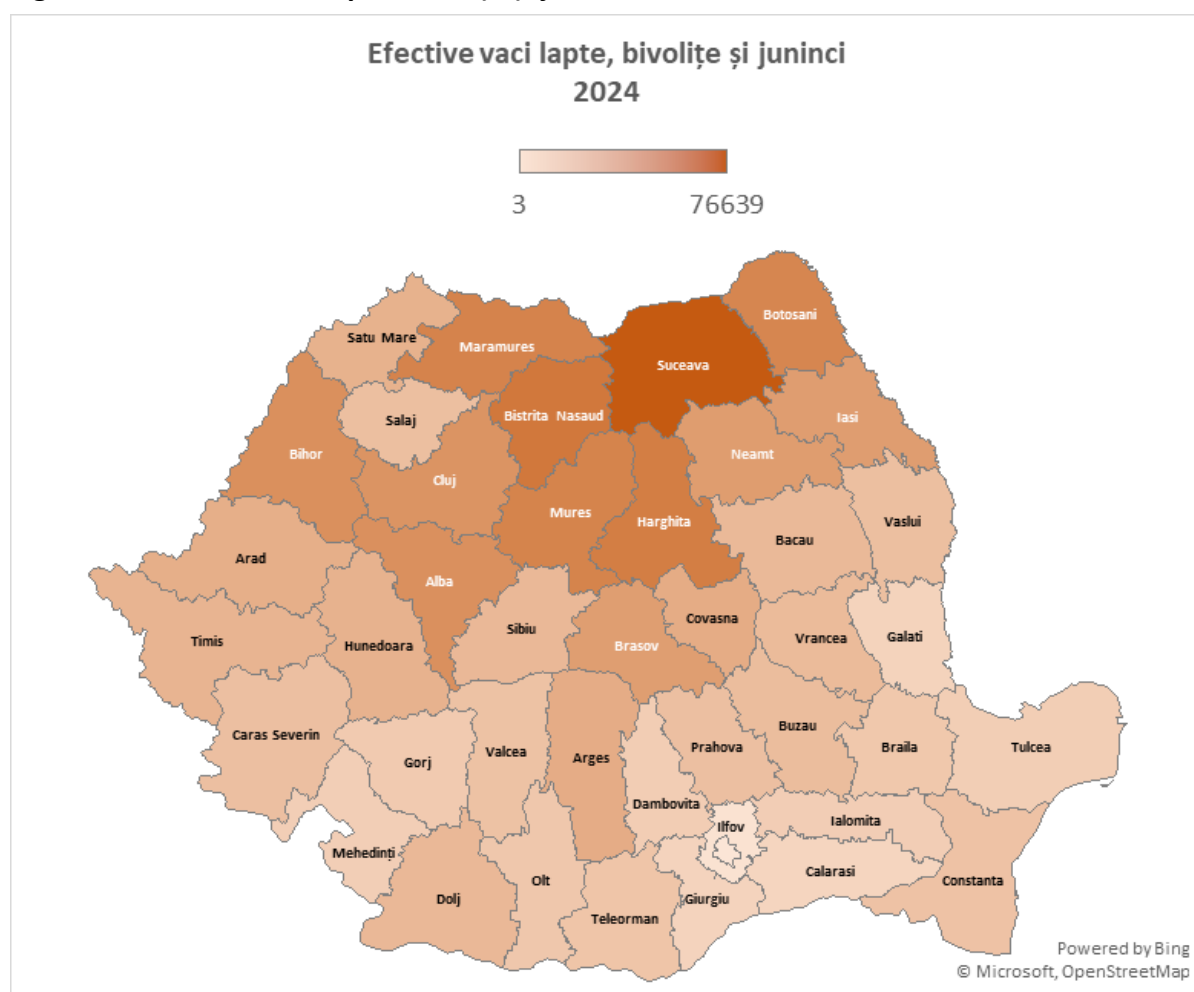 Efective vaci lapte, bivolițe și juninci
2024
3 76639
Botosani
Satu Mare
Maramures
Suceava
Salaj
Bistrita Nasaud
Iasi
Bihor
Neamt
Cluj
Mures
Harghita
Vaslui
Bacau
Arad
Alba
Covasna
Sibiu
Timis
Hunedoara
Brasov
Vrancea
Galati
Caras Severin
Gorj
Valcea
Arges
Prahova
Buzau
Braila
Tulcea
Dambovita
Ilfov
Ialomita
Mehedinți
Calarasi
Olt
Constanta
Dolj
Giurgiu
Teleorman
Powered by Bing
© Microsoft, OpenStreetMap